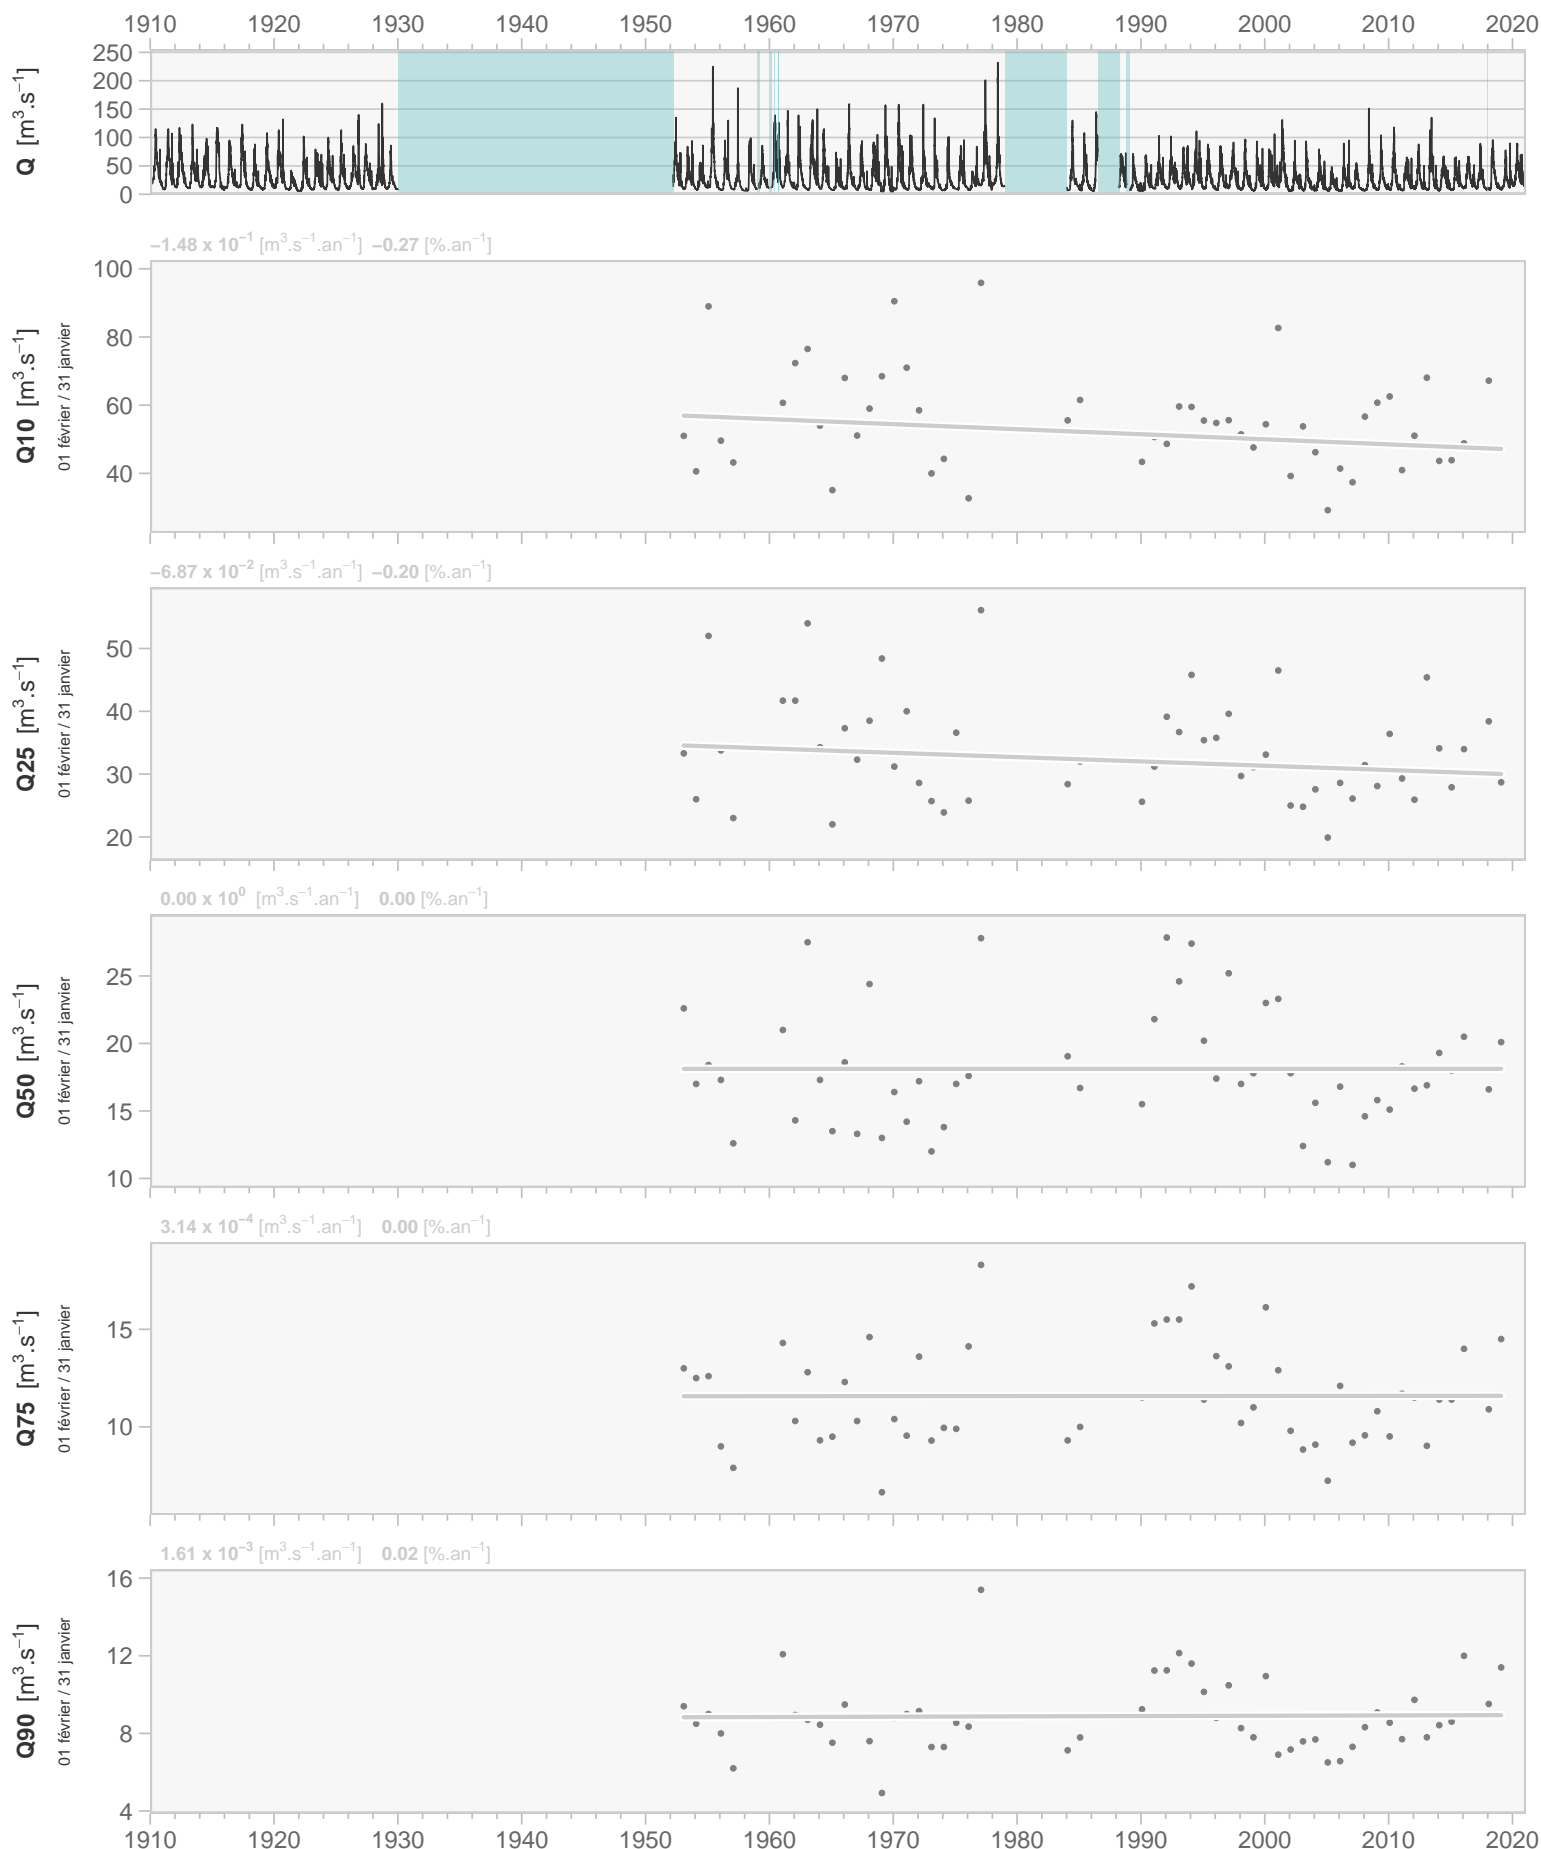 1910 1920 1930 1940 1950 1960 1970 1980 1990 2000 2010 2020
Q [m³.s⁻¹]
250
200
150
100
50
0
−1.48 x 10⁻¹ [m³.s⁻¹.an⁻¹] −0.27 [%.an⁻¹]
Q10 [m³.s⁻¹]
01 février / 31 janvier
100
80
60
40
−6.87 x 10⁻² [m³.s⁻¹.an⁻¹] −0.20 [%.an⁻¹]
Q25 [m³.s⁻¹]
01 février / 31 janvier
50
40
30
20
0.00 x 10⁰ [m³.s⁻¹.an⁻¹] 0.00 [%.an⁻¹]
Q50 [m³.s⁻¹]
01 février / 31 janvier
25
20
15
10
3.14 x 10⁻⁴ [m³.s⁻¹.an⁻¹] 0.00 [%.an⁻¹]
Q75 [m³.s⁻¹]
01 février / 31 janvier
15
10
1.61 x 10⁻³ [m³.s⁻¹.an⁻¹] 0.02 [%.an⁻¹]
Q90 [m³.s⁻¹]
01 février / 31 janvier
16
12
8
4
1910 1920 1930 1940 1950 1960 1970 1980 1990 2000 2010 2020